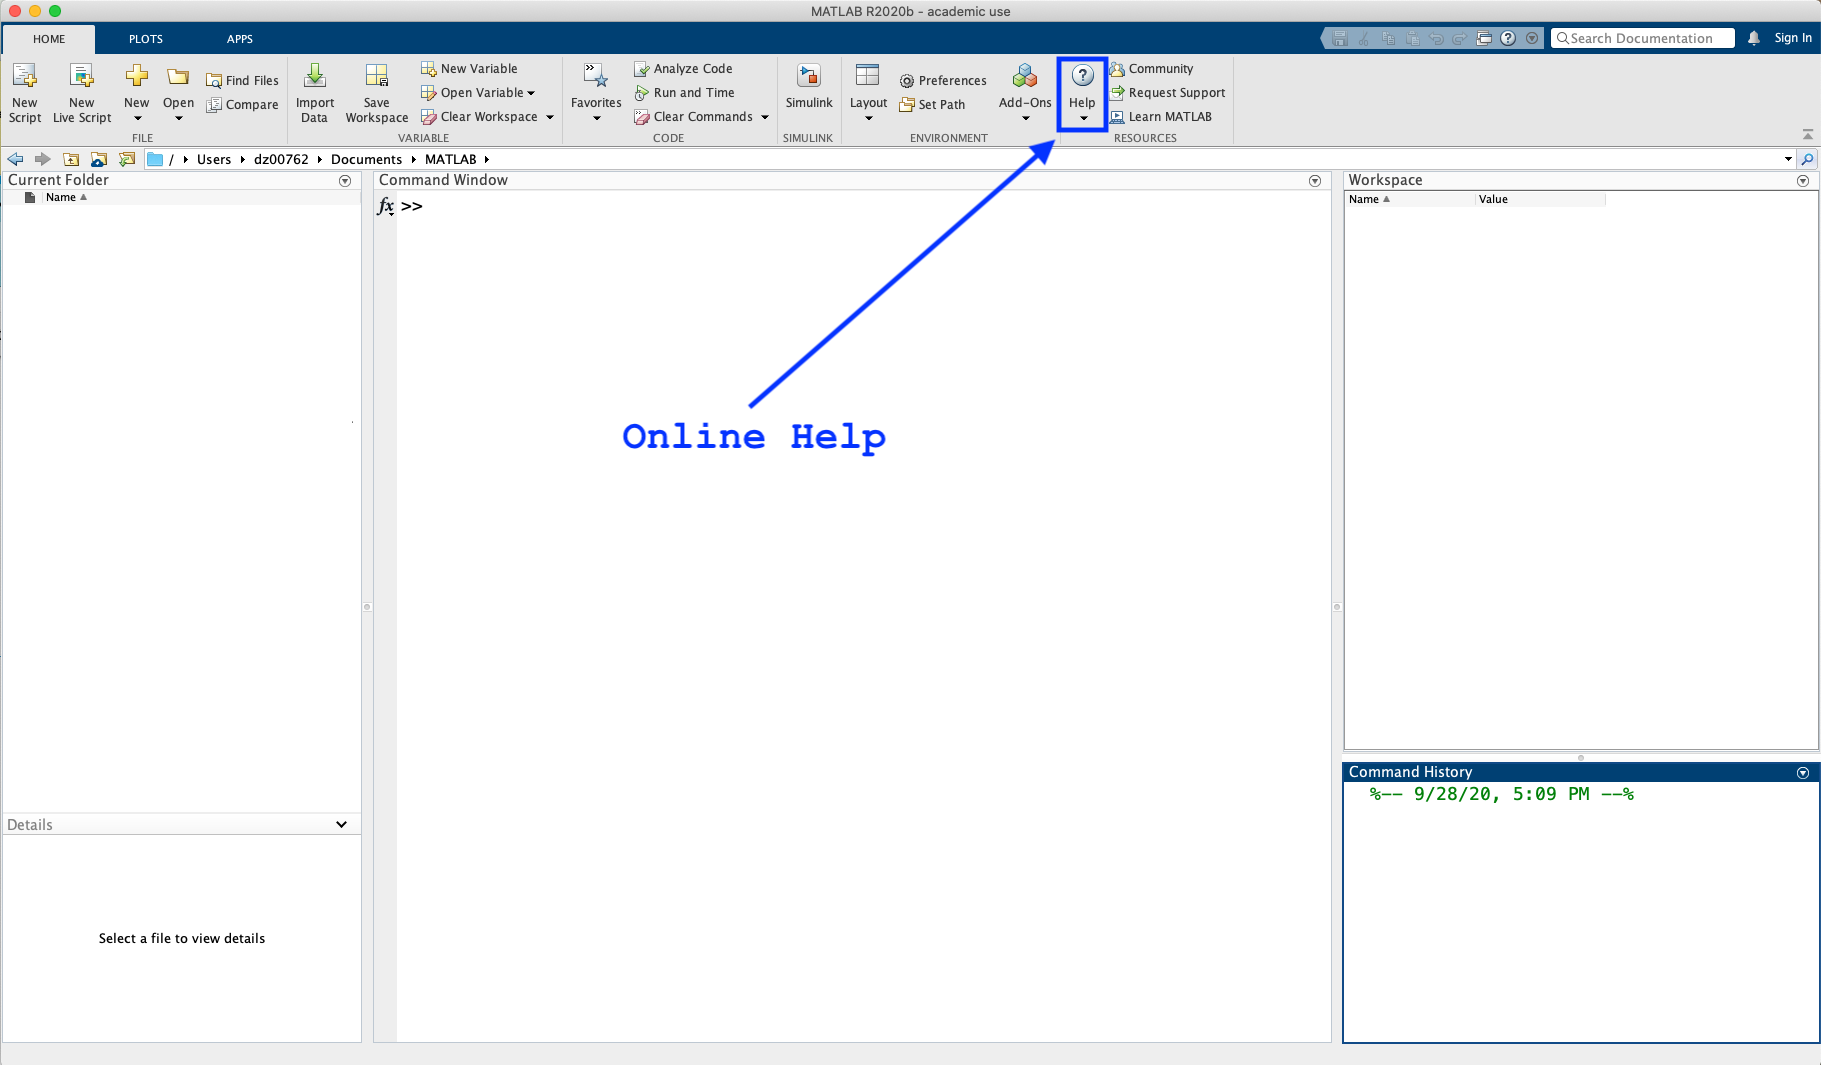 MATLAB R2020b - academic use
HOME PLOTS APPS
Search Documentation
Sign In
New Script
New Live Script
New
Open
Find Files
Compare
FILE
Import Data
Save Workspace
New Variable
Open Variable
Clear Workspace
VARIABLE
Favorites
Analyze Code
Run and Time
Clear Commands
CODE
Simulink
SIMULINK
Layout
Preferences
Set Path
Add-Ons
ENVIRONMENT
? Help
Community
Request Support
Learn MATLAB
RESOURCES
/ Users dz00762 Documents MATLAB
Current Folder
Name
Command Window
fx >>
Online Help
Workspace
Name Value
Details
Select a file to view details
Command History
%-- 9/28/20, 5:09 PM --%